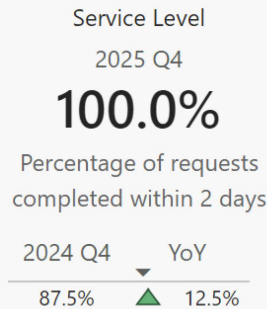 Service Level
2025 Q4
100.0%
Percentage of requests
completed within 2 days
2024 Q4 YoY
87.5% 12.5%